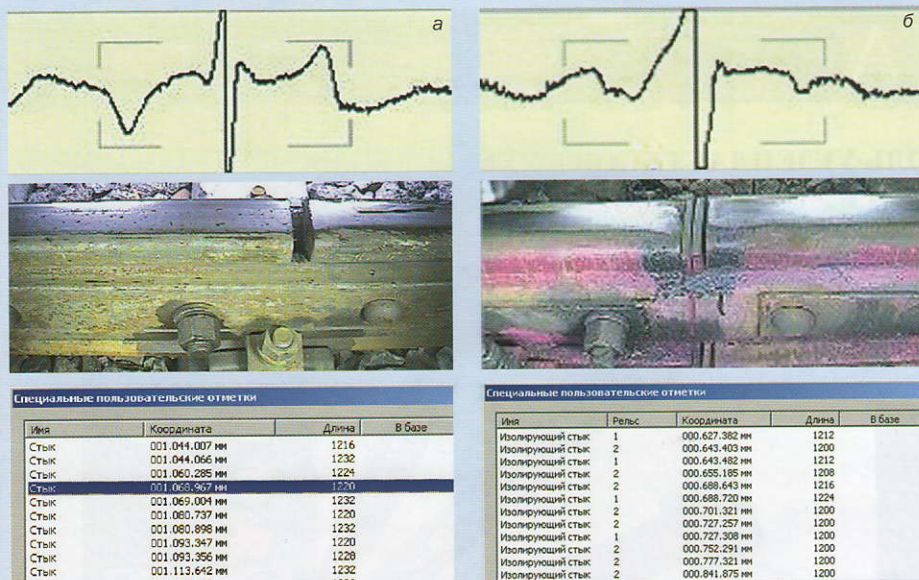 а
б
Специальные пользовательские отметки
Имя Координата Длина В базе
Стык 001.044.007 мм 1216
Стык 001.044.066 мм 1232
Стык 001.060.285 мм 1224
Стык 001.068.967 мм 1220
Стык 001.069.004 мм 1232
Стык 001.080.737 мм 1220
Стык 001.080.898 мм 1232
Стык 001.093.347 мм 1220
Стык 001.093.356 мм 1228
Стык 001.113.642 мм 1232
Специальные пользовательские отметки
Имя Рельс Координата Длина В базе
Изолирующий стык 1 000.627.382 мм 1212
Изолирующий стык 2 000.643.403 мм 1200
Изолирующий стык 1 000.643.482 мм 1212
Изолирующий стык 2 000.655.185 мм 1208
Изолирующий стык 2 000.688.643 мм 1216
Изолирующий стык 1 000.688.720 мм 1224
Изолирующий стык 2 000.701.321 мм 1200
Изолирующий стык 2 000.727.257 мм 1200
Изолирующий стык 1 000.727.308 мм 1200
Изолирующий стык 2 000.752.291 мм 1200
Изолирующий стык 2 000.777.321 мм 1200
Изолирующий стык 2 000.841.875 мм 1200